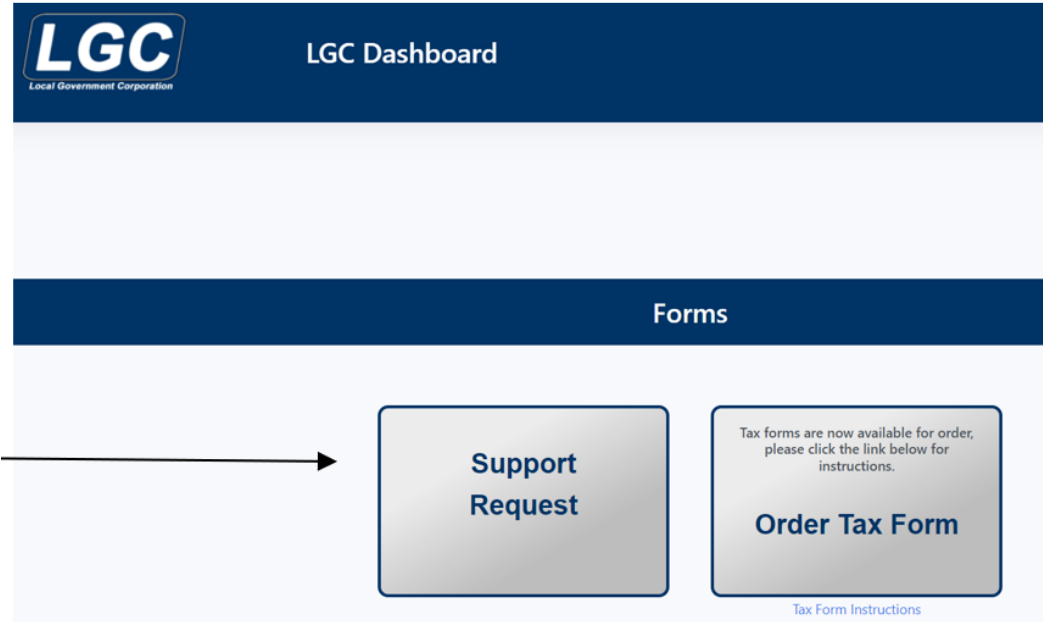 LGC
Local Government Corporation
LGC Dashboard
Forms
Support
Request
Tax forms are now available for order,
please click the link below for
instructions.
Order Tax Form
Tax Form Instructions